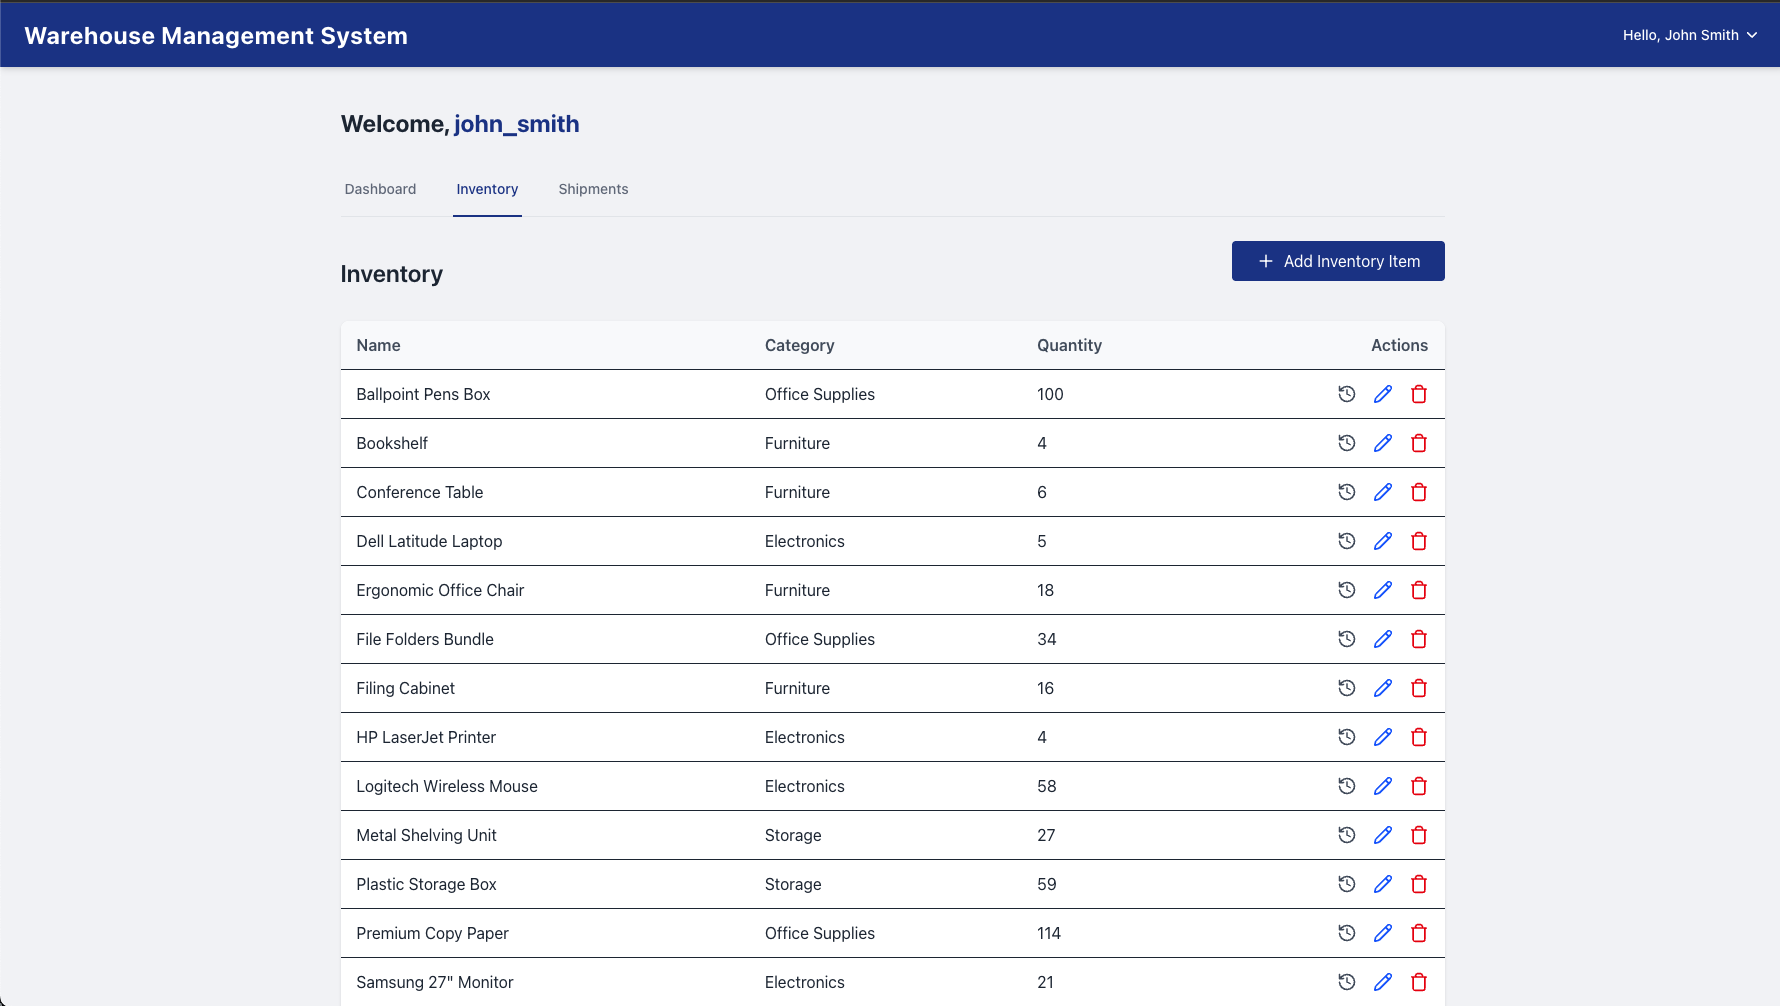 Warehouse Management System Hello, John Smith
Welcome, john_smith
Dashboard Inventory Shipments
Inventory + Add Inventory Item
Name Category Quantity Actions
Ballpoint Pens Box Office Supplies 100
Bookshelf Furniture 4
Conference Table Furniture 6
Dell Latitude Laptop Electronics 5
Ergonomic Office Chair Furniture 18
File Folders Bundle Office Supplies 34
Filing Cabinet Furniture 16
HP LaserJet Printer Electronics 4
Logitech Wireless Mouse Electronics 58
Metal Shelving Unit Storage 27
Plastic Storage Box Storage 59
Premium Copy Paper Office Supplies 114
Samsung 27" Monitor Electronics 21